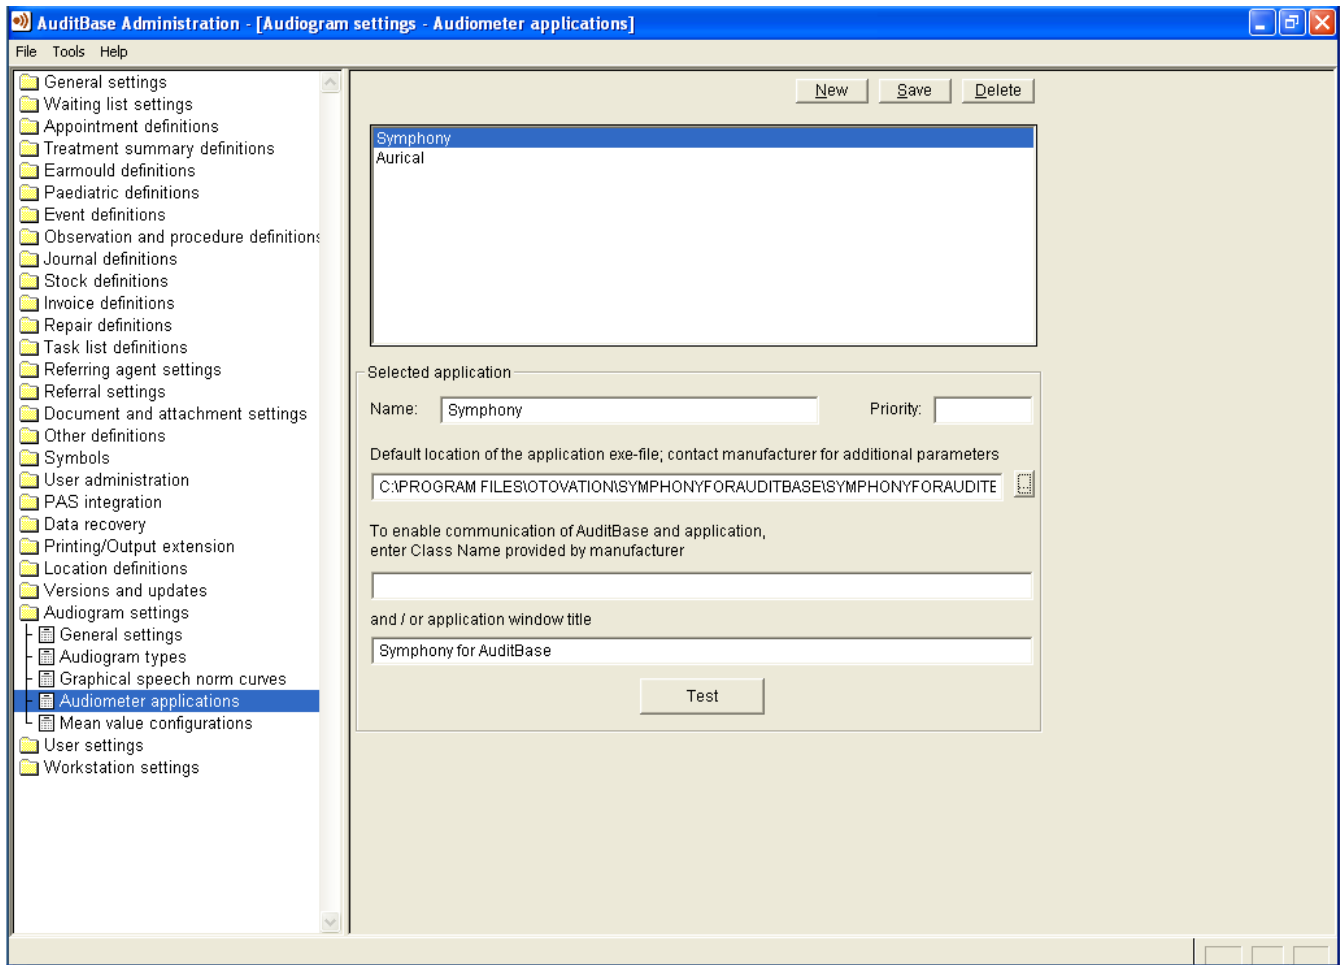 AuditBase Administration - [Audiogram settings - Audiometer applications]
File Tools Help
General settings
Waiting list settings
Appointment definitions
Treatment summary definitions
Earmould definitions
Paediatric definitions
Event definitions
Observation and procedure definitions
Journal definitions
Stock definitions
Invoice definitions
Repair definitions
Task list definitions
Referring agent settings
Referral settings
Document and attachment settings
Other definitions
Symbols
User administration
PAS integration
Data recovery
Printing/Output extension
Location definitions
Versions and updates
Audiogram settings
General settings
Audiogram types
Graphical speech norm curves
Audiometer applications
Mean value configurations
User settings
Workstation settings
New Save Delete
Symphony
Aurical
Selected application
Name: Symphony Priority:
Default location of the application exe-file; contact manufacturer for additional parameters
C:\PROGRAM FILES\OTOVATION\SYMPHONYFORAUDITBASE\SYMPHONYFORAUDITE
...
To enable communication of AuditBase and application,
enter Class Name provided by manufacturer
and / or application window title
Symphony for AuditBase
Test